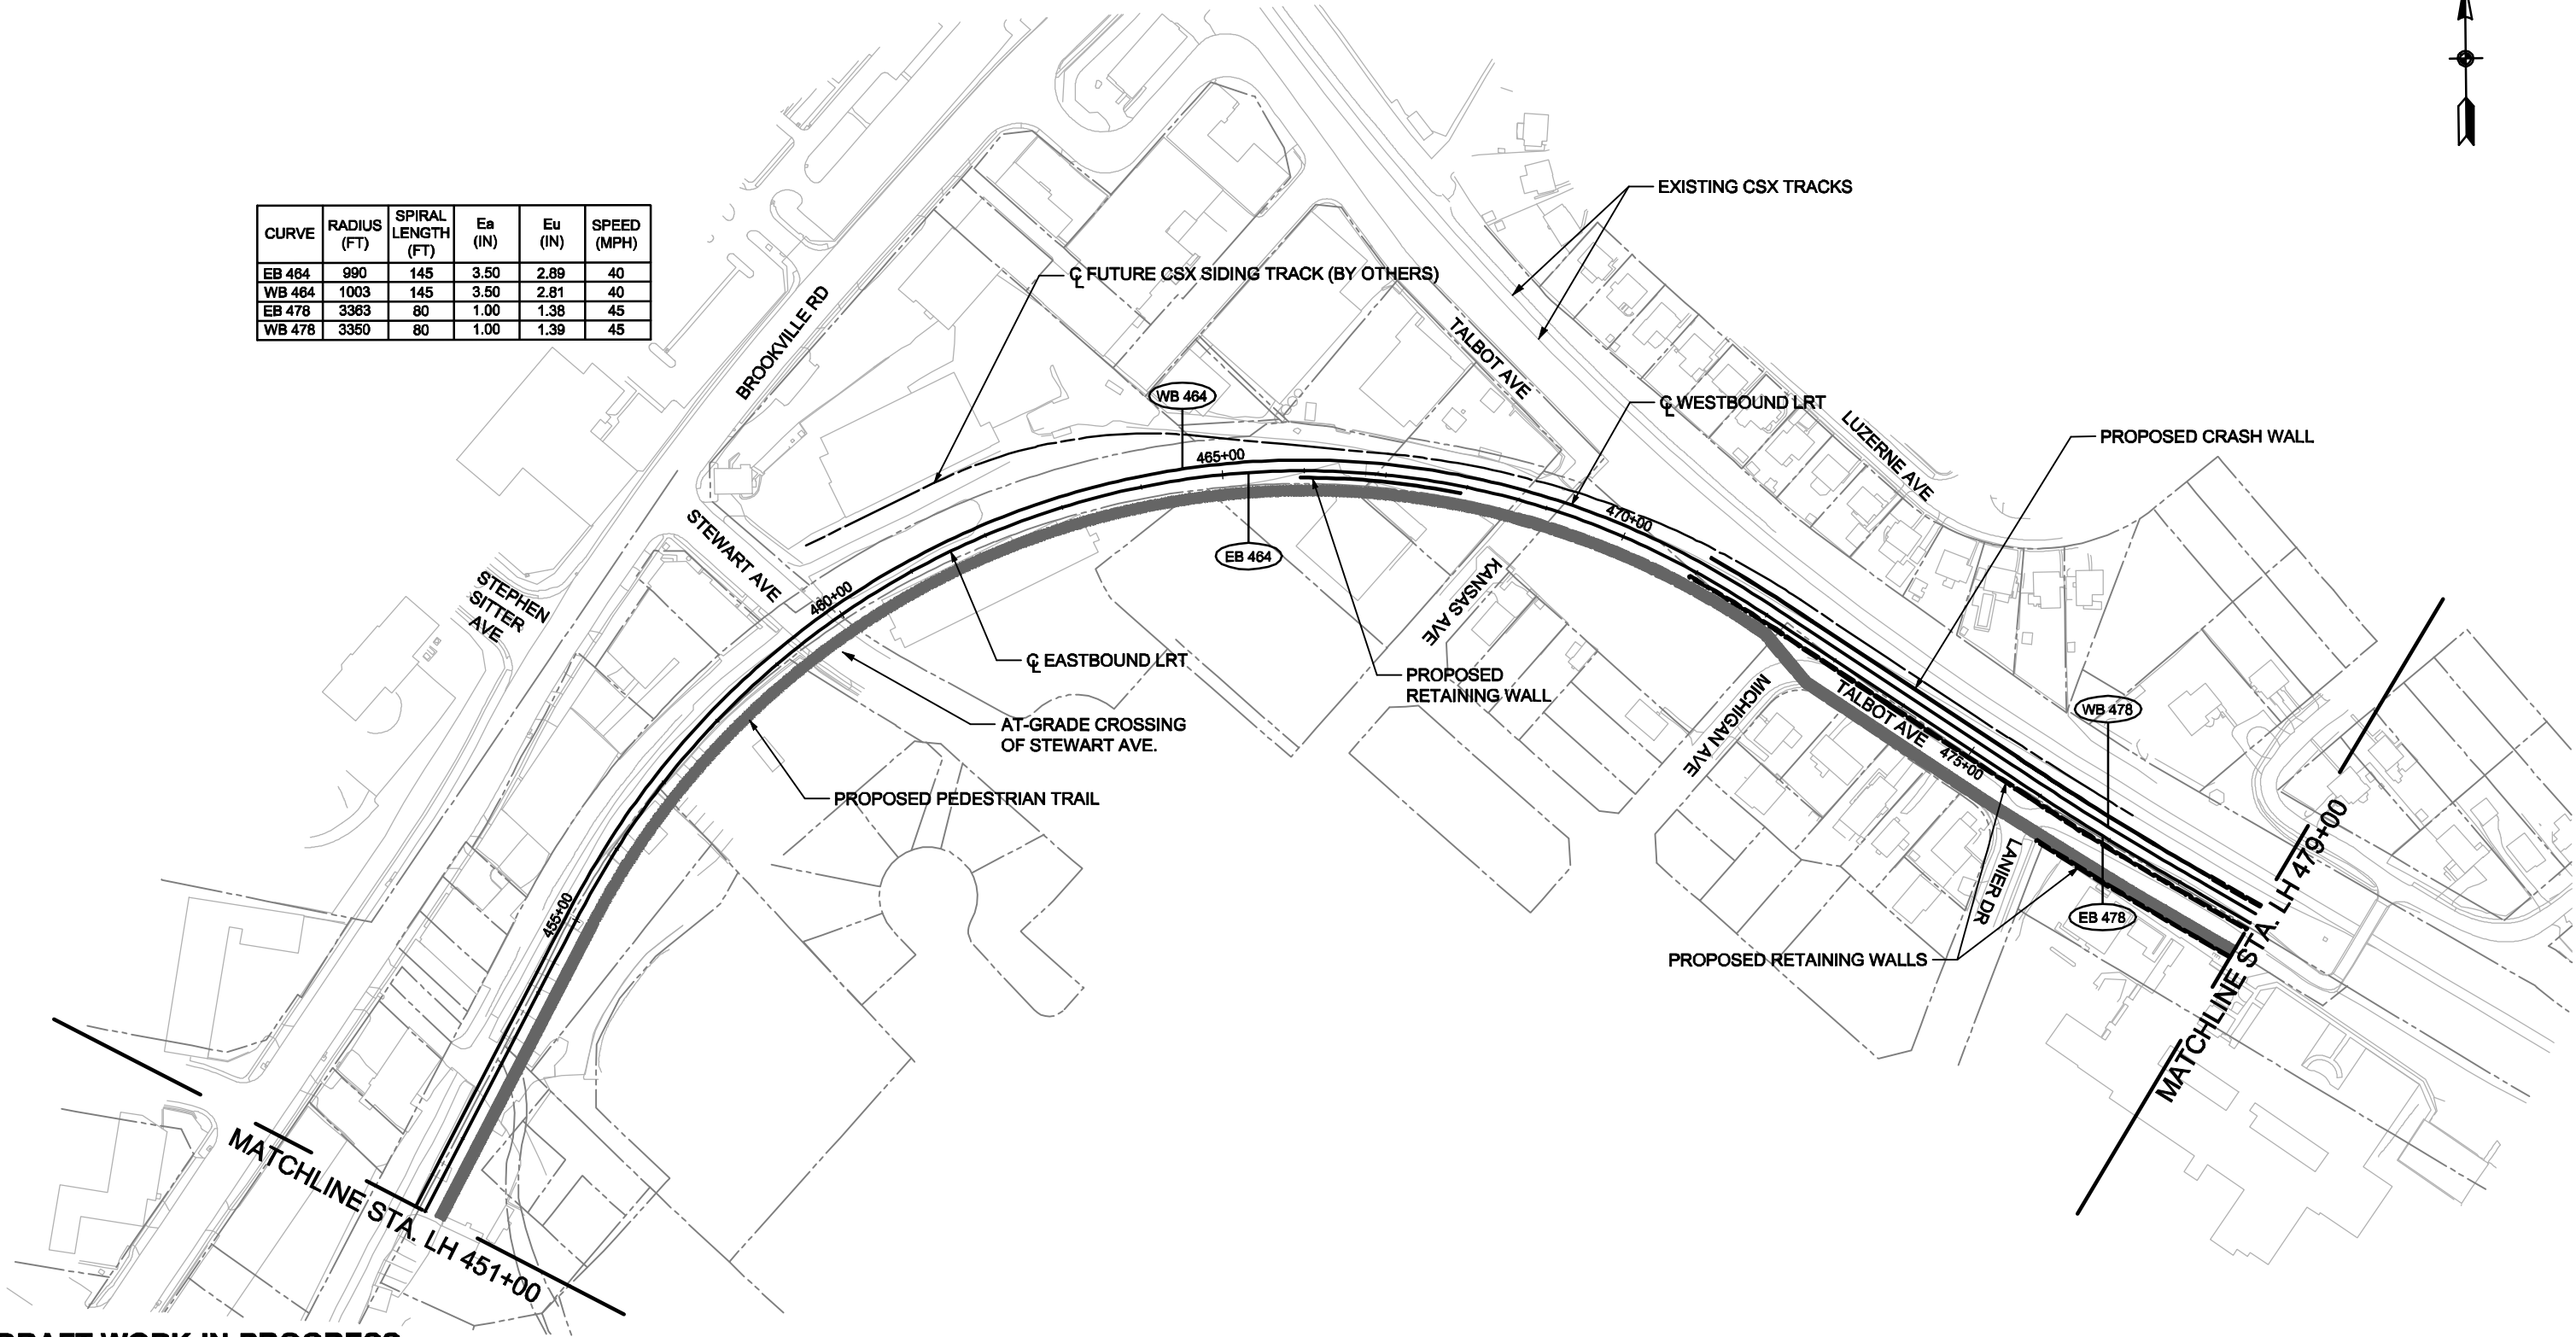 CURVE RADIUS (FT) SPIRAL LENGTH (FT) Ea (IN) Eu (IN) SPEED (MPH)
EB 464 990 145 3.50 2.89 40
WB 464 1003 145 3.50 2.81 40
EB 478 3363 80 1.00 1.38 45
WB 478 3350 80 1.00 1.39 45
EXISTING CSX TRACKS
℄ FUTURE CSX SIDING TRACK (BY OTHERS)
BROOKVILLE RD
TALBOT AVE
WB 464
℄ WESTBOUND LRT
LUZERNE AVE
PROPOSED CRASH WALL
465+00
470+00
STEWART AVE
EB 464
STEPHEN
SITTER
AVE
460+00
KANSAS AVE
℄ EASTBOUND LRT
PROPOSED
RETAINING WALL
AT-GRADE CROSSING
OF STEWART AVE.
MICHIGAN AVE
TALBOT AVE
WB 478
475+00
PROPOSED PEDESTRIAN TRAIL
455+00
LANIER DR
EB 478
PROPOSED RETAINING WALLS
MATCHLINE STA. LH 479+00
MATCHLINE STA. LH 451+00
DRAFT WORK IN PROGRESS